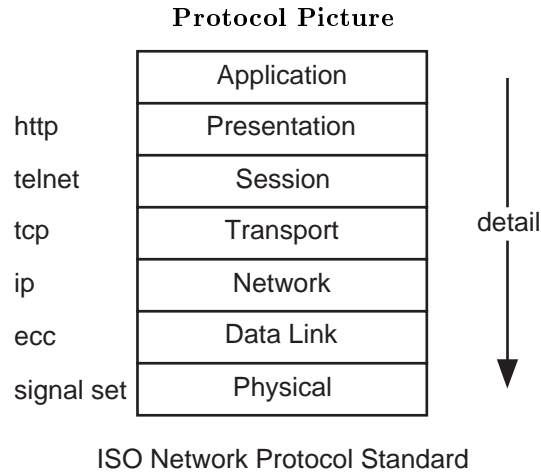 Protocol Picture
Application
http Presentation
telnet Session
tcp Transport
detail
ip Network
ecc Data Link
signal set Physical
ISO Network Protocol Standard